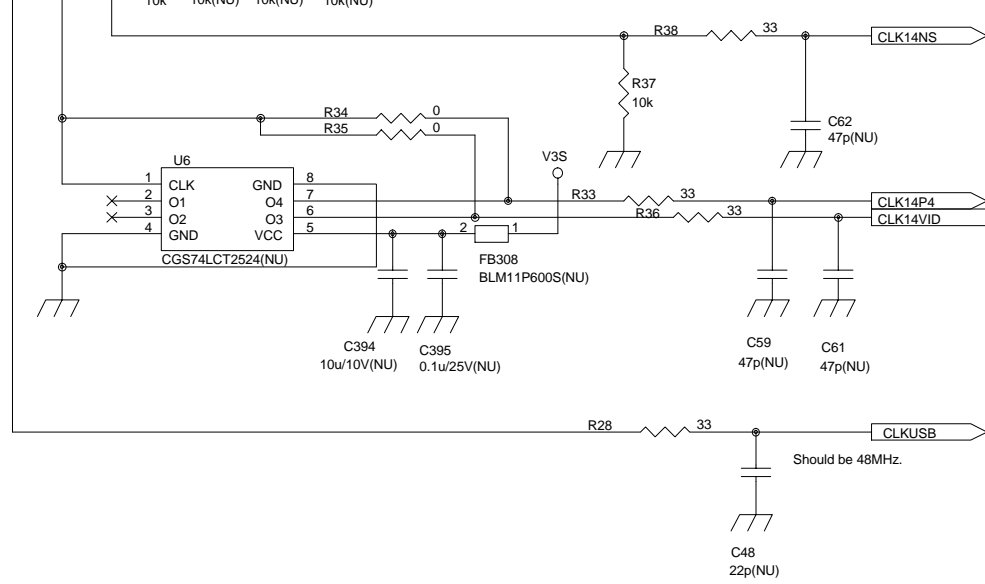 10k 10k(NU) 10k(NU) 10k(NU)
R38 33 CLK14NS
R37
10k
C62
47p(NU)
R34 0
R35 0
U6
V3S
1 CLK GND 8
2 O1 O4 7
3 O2 O3 6
4 GND VCC 5
CGS74LCT2524(NU)
R33 33 CLK14P4
R36 33 CLK14VID
2 1
FB308
BLM11P600S(NU)
C394
10u/10V(NU)
C395
0.1u/25V(NU)
C59
47p(NU)
C61
47p(NU)
R28 33 CLKUSB
Should be 48MHz.
C48
22p(NU)